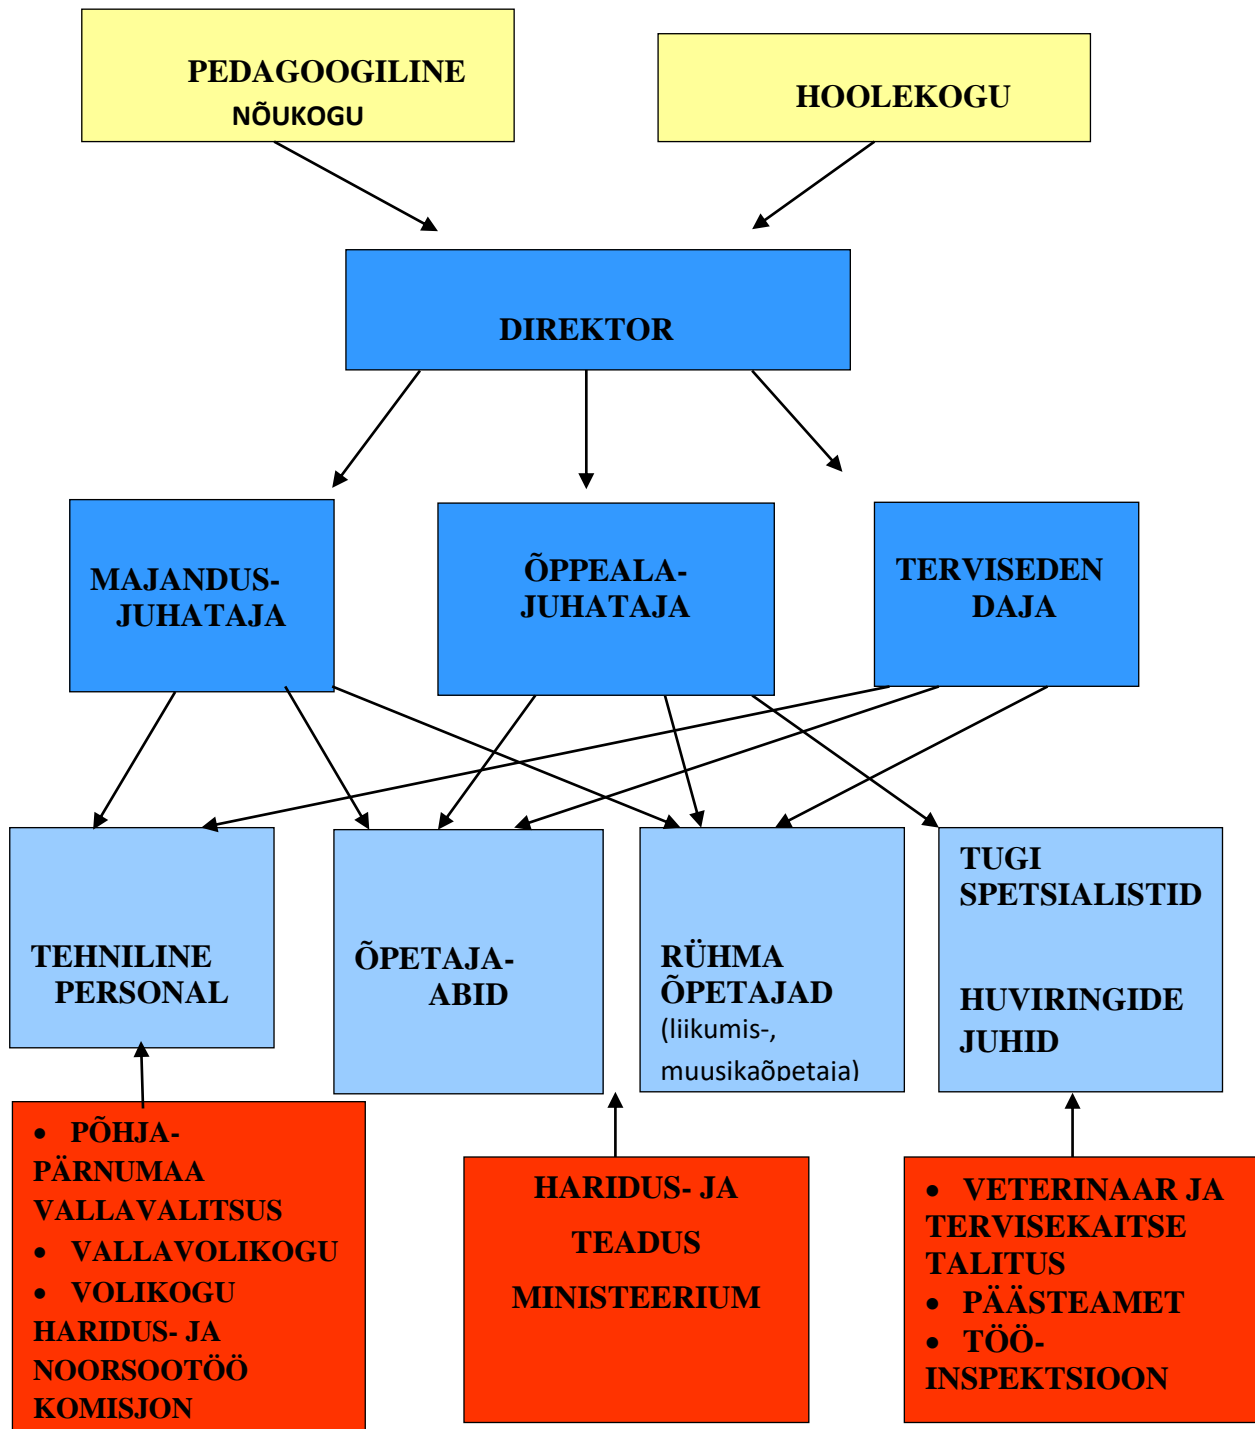 PEDAGOOGILINE
NÕUKOGU
HOOLEKOGU
DIREKTOR
MAJANDUS-
JUHATAJA
ÕPPEALA-
JUHATAJA
TERVISEDEN
DAJA
TEHNILINE
PERSONAL
ÕPETAJA-
ABID
RÜHMA
ÕPETAJAD
(liikumis-,
muusikaõpetaja)
TUGI
SPETSIALISTID
HUVIRINGIDE
JUHID
• PÕHJA-
PÄRNUMAA
VALLAVALITSUS
• VALLAVOLIKOGU
• VOLIKOGU
HARIDUS- JA
NOORSOOTÖÖ
KOMISJON
HARIDUS- JA
TEADUS
MINISTEERIUM
• VETERINAAR JA
TERVISEKAITSE
TALITUS
• PÄÄSTEAMET
• TÖÖ-
INSPEKTSIOON